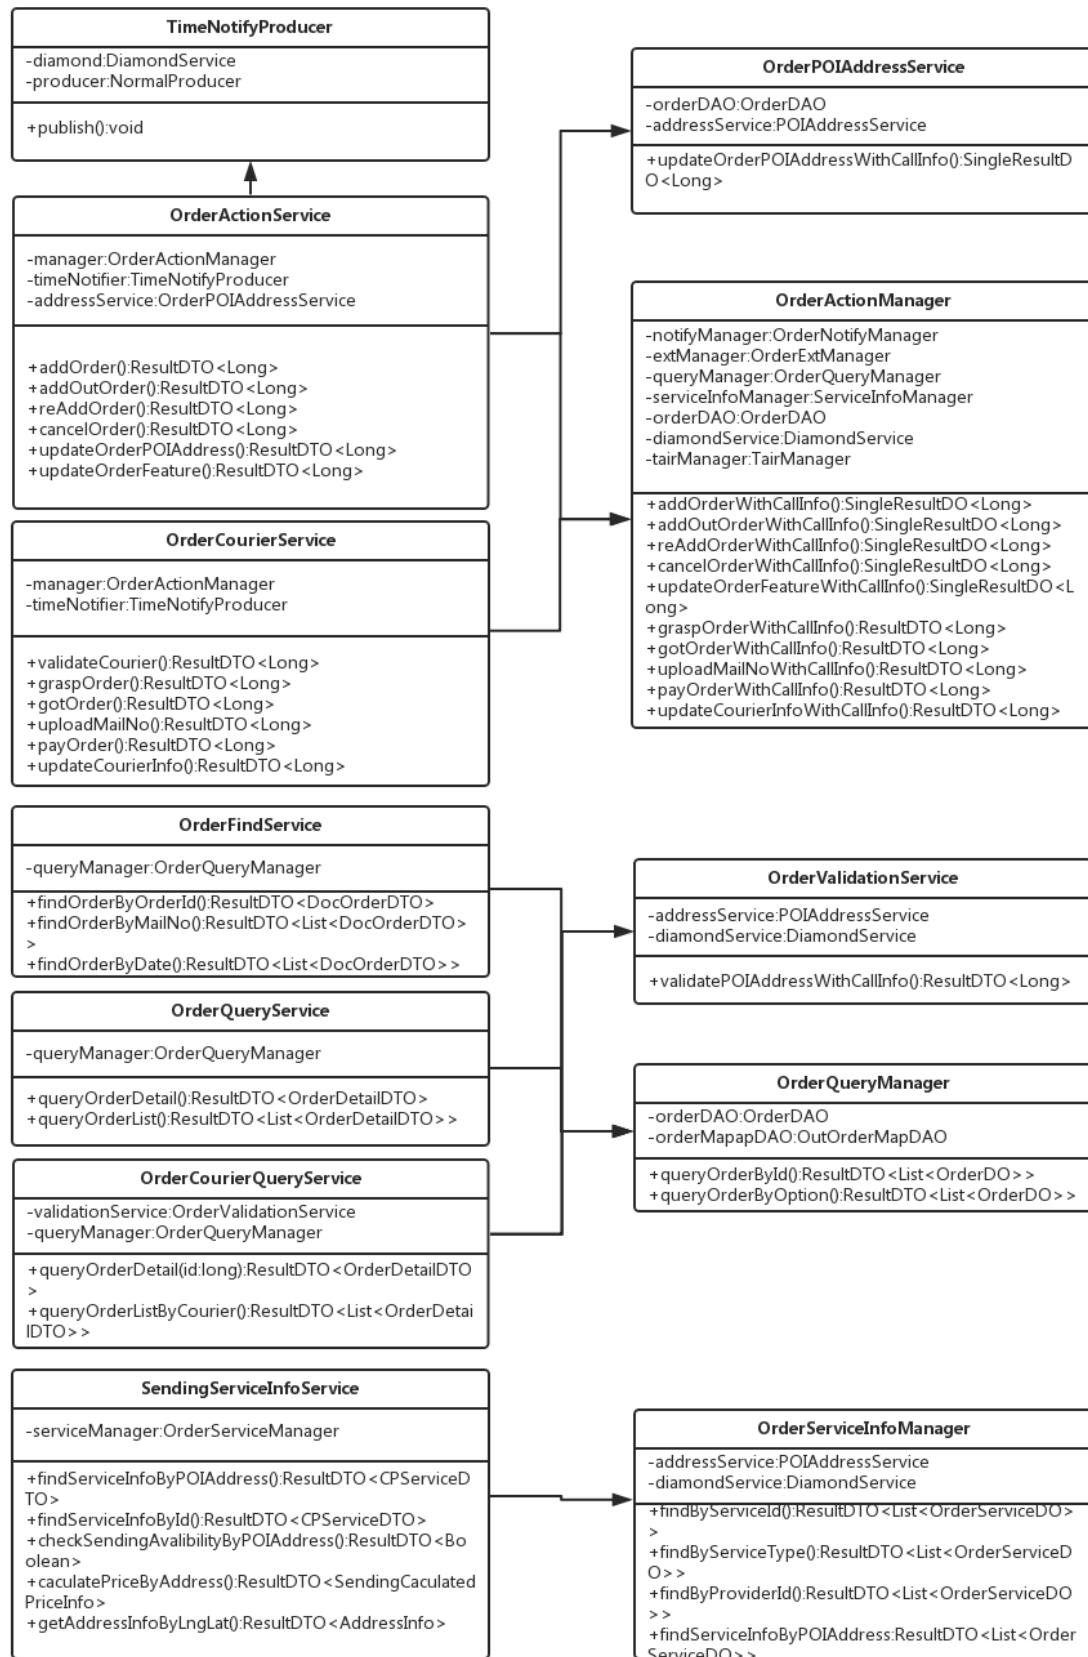 TimeNotifyProducer
-diamond:DiamondService
-producer:NormalProducer
+publish():void
OrderActionService
-manager:OrderActionManager
-timeNotifier:TimeNotifyProducer
-addressService:OrderPOIAddressService
+addOrder():ResultDTO<Long>
+addOutOrder():ResultDTO<Long>
+reAddOrder():ResultDTO<Long>
+cancelOrder():ResultDTO<Long>
+updateOrderPOIAddress():ResultDTO<Long>
+updateOrderFeature():ResultDTO<Long>
OrderCourierService
-manager:OrderActionManager
-timeNotifier:TimeNotifyProducer
+validateCourier():ResultDTO<Long>
+graspOrder():ResultDTO<Long>
+gotOrder():ResultDTO<Long>
+uploadMailNo():ResultDTO<Long>
+payOrder():ResultDTO<Long>
+updateCourierInfo():ResultDTO<Long>
OrderPOIAddressService
-orderDAO:OrderDAO
-addressService:POIAddressService
+updateOrderPOIAddressWithCallInfo():SingleResultD
O<Long>
OrderActionManager
-notifyManager:OrderNotifyManager
-extManager:OrderExtManager
-queryManager:OrderQueryManager
-serviceInfoManager:ServiceInfoManager
-orderDAO:OrderDAO
-diamondService:DiamondService
-tairManager:TairManager
+addOrderWithCallInfo():SingleResultDO<Long>
+addOutOrderWithCallInfo():SingleResultDO<Long>
+reAddOrderWithCallInfo():SingleResultDO<Long>
+cancelOrderWithCallInfo():SingleResultDO<Long>
+updateOrderFeatureWithCallInfo():SingleResultDO<L
ong>
+graspOrderWithCallInfo():ResultDTO<Long>
+gotOrderWithCallInfo():ResultDTO<Long>
+uploadMailNoWithCallInfo():ResultDTO<Long>
+payOrderWithCallInfo():ResultDTO<Long>
+updateCourierInfoWithCallInfo():ResultDTO<Long>
OrderFindService
-queryManager:OrderQueryManager
+findOrderByOrderId():ResultDTO<DocOrderDTO>
+findOrderByMailNo():ResultDTO<List<DocOrderDTO>
>
+findOrderByDate():ResultDTO<List<DocOrderDTO>>
OrderQueryService
-queryManager:OrderQueryManager
+queryOrderDetail():ResultDTO<OrderDetailDTO>
+queryOrderList():ResultDTO<List<OrderDetailDTO>>
OrderCourierQueryService
-validationService:OrderValidationService
-queryManager:OrderQueryManager
+queryOrderDetail(id:long):ResultDTO<OrderDetailDTO
>
+queryOrderListByCourier():ResultDTO<List<OrderDetai
lDTO>>
OrderValidationService
-addressService:POIAddressService
-diamondService:DiamondService
+validatePOIAddressWithCallInfo():ResultDTO<Long>
OrderQueryManager
-orderDAO:OrderDAO
-orderMapapDAO:OutOrderMapDAO
+queryOrderById():ResultDTO<List<OrderDO>>
+queryOrderByOption():ResultDTO<List<OrderDO>>
SendingServiceInfoService
-serviceManager:OrderServiceManager
+findServiceInfoByPOIAddress():ResultDTO<CPServiceD
TO>
+findServiceInfoById():ResultDTO<CPServiceDTO>
+checkSendingAvalibilityByPOIAddress():ResultDTO<Bo
olean>
+caculatePriceByAddress():ResultDTO<SendingCaculated
PriceInfo>
+getAddressInfoByLngLat():ResultDTO<AddressInfo>
OrderServiceInfoManager
-addressService:POIAddressService
-diamondService:DiamondService
+findByServiceId():ResultDTO<List<OrderServiceDO>
>
+findByServiceType():ResultDTO<List<OrderServiceD
O>>
+findByProviderId():ResultDTO<List<OrderServiceDO
>>
+findServiceInfoByPOIAddress:ResultDTO<List<Order
ServiceDO>>